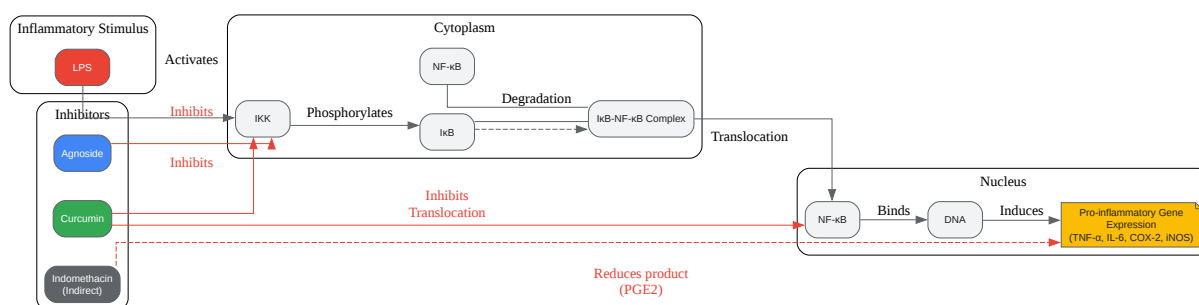 Inflammatory Stimulus
LPS
Activates
Cytoplasm
NF-κB
Degradation
Inhibitors
Inhibits
IKK
Phosphorylates
IκB
IκB-NF-κB Complex
Translocation
Agnoside
Inhibits
Curcumin
Inhibits
Translocation
Nucleus
NF-κB
Binds
DNA
Induces
Pro-inflammatory Gene
Expression
(TNF-α, IL-6, COX-2, iNOS)
Indomethacin
(Indirect)
Reduces product
(PGE2)